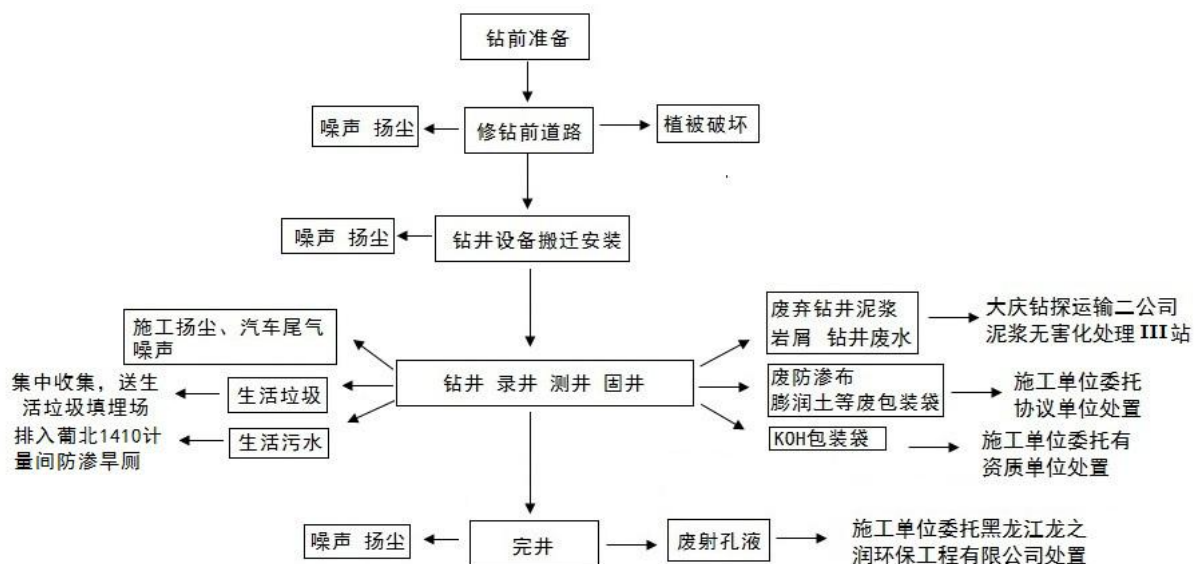 钻前准备
噪声 扬尘
修钻前道路
植被破坏
噪声 扬尘
钻井设备搬迁安装
施工扬尘、汽车尾气
噪声
废弃钻井泥浆
岩屑 钻井废水
大庆钻探运输二公司
泥浆无害化处理III站
集中收集，送生
活垃圾填埋场
生活垃圾
钻井 录井 测井 固井
废防渗布
膨润土等废包装袋
施工单位委托
协议单位处置
排入葡北1410计
量间防渗旱厕
生活污水
KOH包装袋
施工单位委托有
资质单位处置
噪声 扬尘
完井
废射孔液
施工单位委托黑龙江龙之
润环保工程有限公司处置